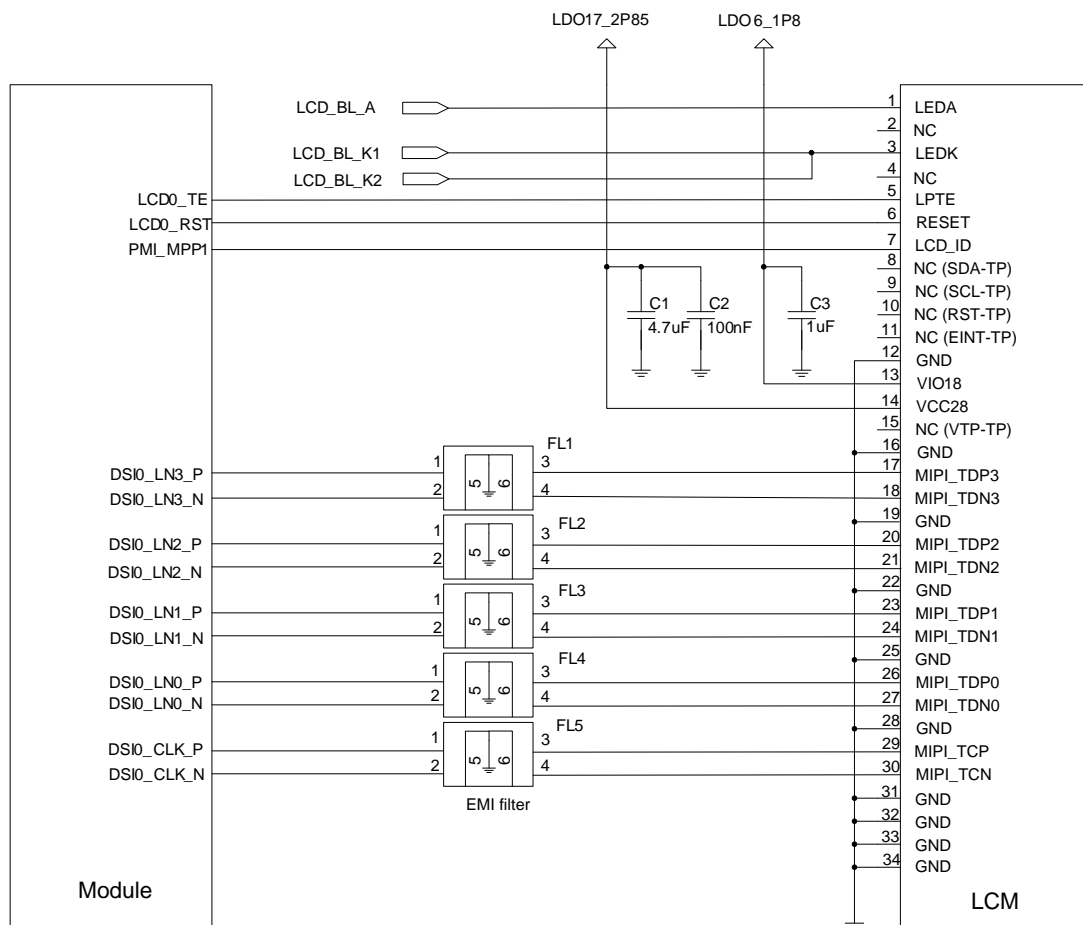 LDO17_2P85
LDO6_1P8
LCD_BL_A
1
LEDA
2
NC
LCD_BL_K1
3
LEDK
LCD_BL_K2
4
NC
LCD0_TE
5
LPTE
LCD0_RST
6
RESET
PMI_MPP1
7
LCD_ID
8
NC (SDA-TP)
9
NC (SCL-TP)
C1
4.7uF
C2
100nF
C3
1uF
10
NC (RST-TP)
11
NC (EINT-TP)
12
GND
13
VIO18
14
VCC28
15
NC (VTP-TP)
16
GND
FL1
DSI0_LN3_P
1
5
6
3
17
MIPI_TDP3
DSI0_LN3_N
2
4
18
MIPI_TDN3
19
GND
FL2
DSI0_LN2_P
1
5
6
3
20
MIPI_TDP2
DSI0_LN2_N
2
4
21
MIPI_TDN2
22
GND
FL3
DSI0_LN1_P
1
5
6
3
23
MIPI_TDP1
DSI0_LN1_N
2
4
24
MIPI_TDN1
25
GND
FL4
DSI0_LN0_P
1
5
6
3
26
MIPI_TDP0
DSI0_LN0_N
2
4
27
MIPI_TDN0
28
GND
FL5
DSI0_CLK_P
1
5
6
3
29
MIPI_TCP
DSI0_CLK_N
2
4
30
MIPI_TCN
EMI filter
31
GND
32
GND
33
GND
34
GND
Module
LCM